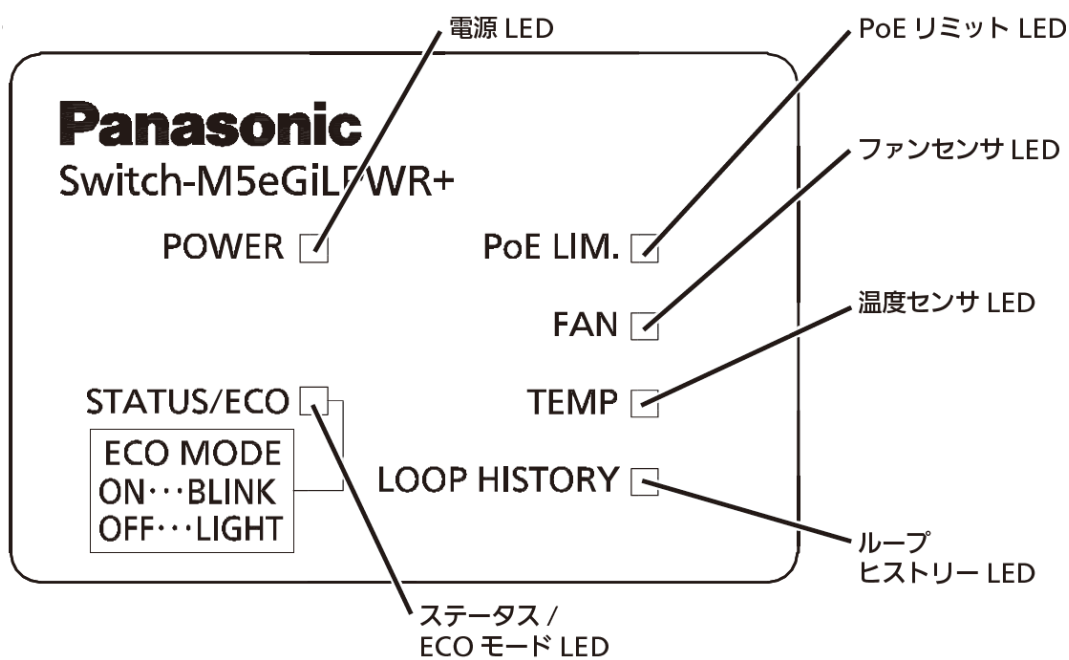 電源 LED
PoE リミット LED
Panasonic
Switch-M5eGiLPWR+
ファンセンサ LED
POWER
PoE LIM.
FAN
温度センサ LED
STATUS/ECO
TEMP
ECO MODE
ON···BLINK
OFF···LIGHT
LOOP HISTORY
ループ
ヒストリー LED
ステータス /
ECO モード LED